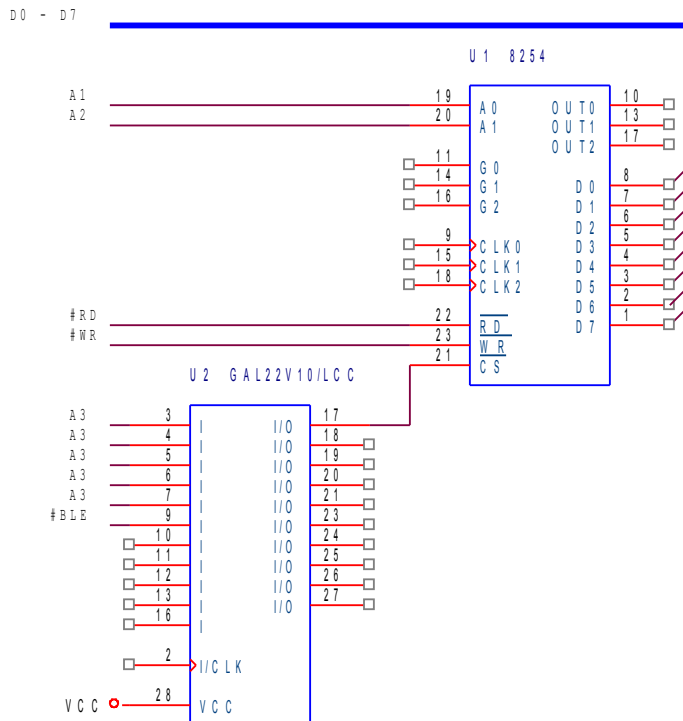 D0 - D7
U1 8254
A1 19 A0 OUT0 10
A2 20 A1 OUT1 13
OUT2 17
11 G0
14 G1 D0 8
16 G2 D1 7
D2 6
9 CLK0 D3 5
15 CLK1 D4 4
18 CLK2 D5 3
D6 2
#RD 22 RD D7 1
#WR 23 WR
21 CS
U2 GAL22V10/LCC
A3 3 I I/O 17
A3 4 I I/O 18
A3 5 I I/O 19
A3 6 I I/O 20
A3 7 I I/O 21
#BLE 9 I I/O 23
10 I I/O 24
11 I I/O 25
12 I I/O 26
13 I I/O 27
16 I
2 I/CLK
VCC 28 VCC